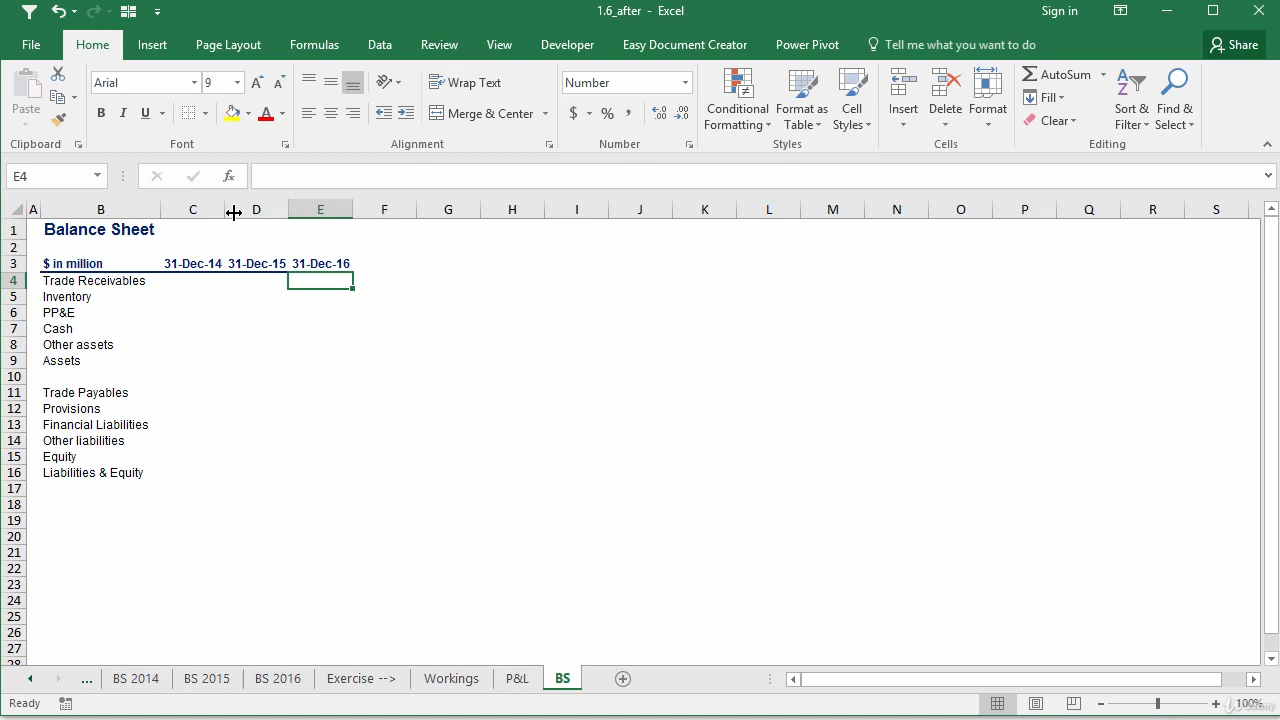 1.6_after - Excel
Sign in
File Home Insert Page Layout Formulas Data Review View Developer Easy Document Creator Power Pivot Tell me what you want to do Share
Paste
Arial 9
B I U
A A
Wrap Text
Merge & Center
Number
$ % ,
Conditional Formatting
Format as Table
Cell Styles
Insert Delete Format
AutoSum
Fill
Clear
Sort & Filter
Find & Select
Clipboard Font Alignment Number Styles Cells Editing
E4 fx
A B C D E F G H I J K L M N O P Q R S
1 Balance Sheet
2
3 $ in million 31-Dec-14 31-Dec-15 31-Dec-16
4 Trade Receivables
5 Inventory
6 PP&E
7 Cash
8 Other assets
9 Assets
10
11 Trade Payables
12 Provisions
13 Financial Liabilities
14 Other liabilities
15 Equity
16 Liabilities & Equity
17
18
19
20
21
22
23
24
25
26
27
28
... BS 2014 BS 2015 BS 2016 Exercise --> Workings P&L BS
Ready 100%